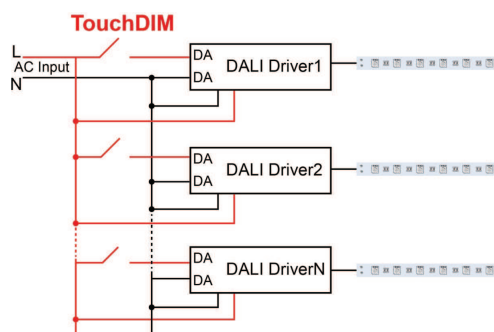 TouchDIM
L
AC Input
N
DA
DA
DALI Driver1
DA
DA
DALI Driver2
DA
DA
DALI DriverN